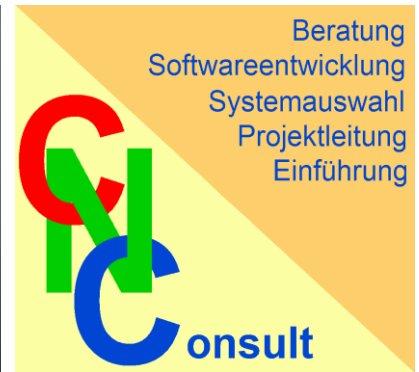 Beratung
Softwareentwicklung
Systemauswahl
Projektleitung
Einführung
CNC
onsult